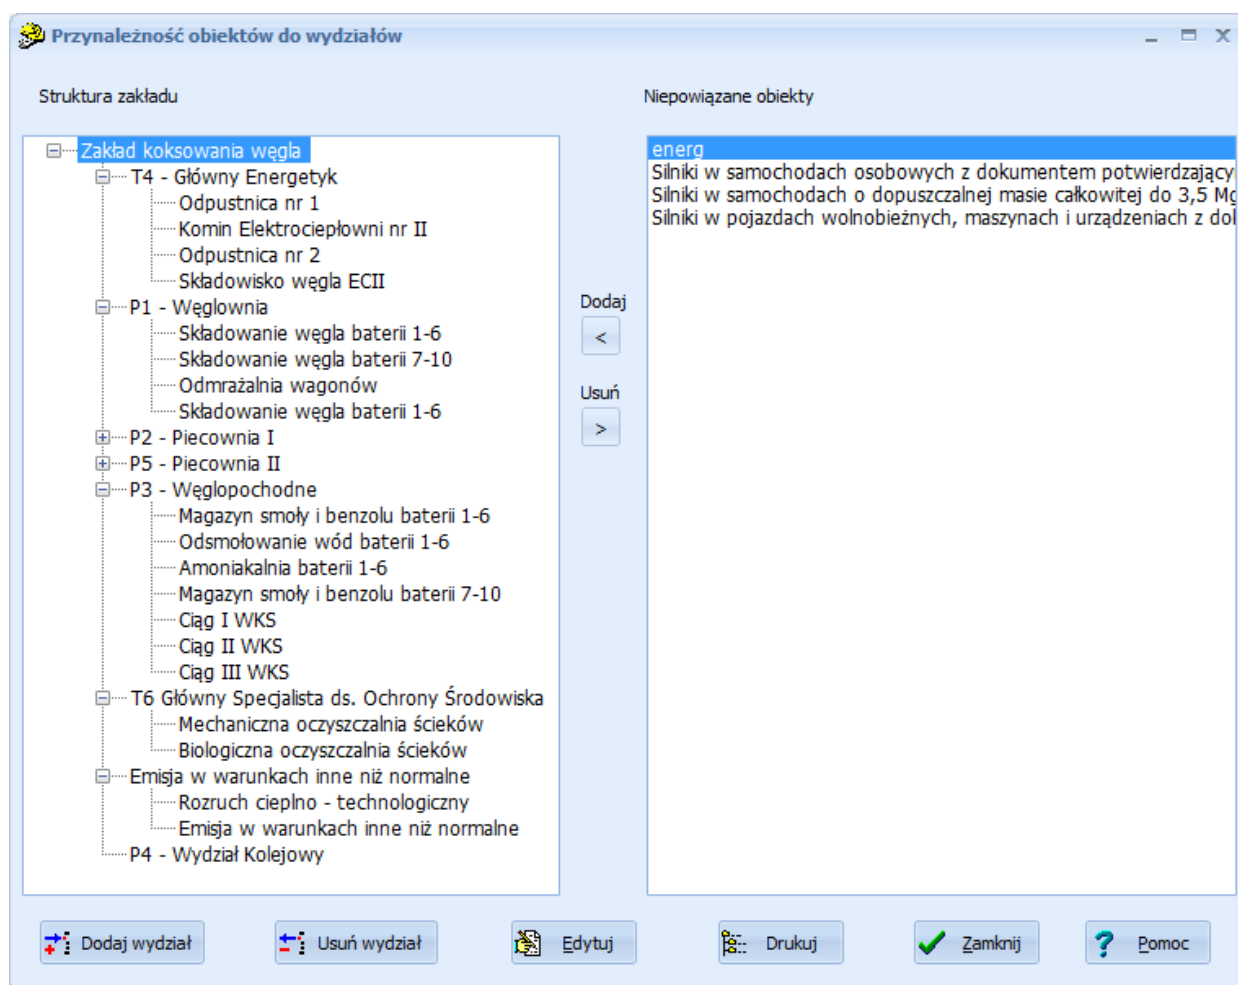 Przynależność obiektów do wydziałów
Struktura zakładu
Niepowiązane obiekty
Zakład koksowania węgla
T4 - Główny Energetyk
Odpustnica nr 1
Komin Elektrociepłowni nr II
Odpustnica nr 2
Składowisko węgla ECII
P1 - Węglownia
Składowanie węgla baterii 1-6
Składowanie węgla baterii 7-10
Odmrażalnia wagonów
Składowanie węgla baterii 1-6
P2 - Piecownia I
P5 - Piecownia II
P3 - Węglopochodne
Magazyn smoły i benzolu baterii 1-6
Odsmołowanie wód baterii 1-6
Amoniakalnia baterii 1-6
Magazyn smoły i benzolu baterii 7-10
Ciąg I WKS
Ciąg II WKS
Ciąg III WKS
T6 Główny Specjalista ds. Ochrony Środowiska
Mechaniczna oczyszczalnia ścieków
Biologiczna oczyszczalnia ścieków
Emisja w warunkach inne niż normalne
Rozruch cieplno - technologiczny
Emisja w warunkach inne niż normalne
P4 - Wydział Kolejowy
Dodaj
<
Usuń
>
energ
Silniki w samochodach osobowych z dokumentem potwierdzający
Silniki w samochodach o dopuszczalnej masie całkowitej do 3,5 Mg
Silniki w pojazdach wolnobieżnych, maszynach i urządzeniach z dok
Dodaj wydział
Usuń wydział
Edytuj
Drukuj
Zamknij
Pomoc